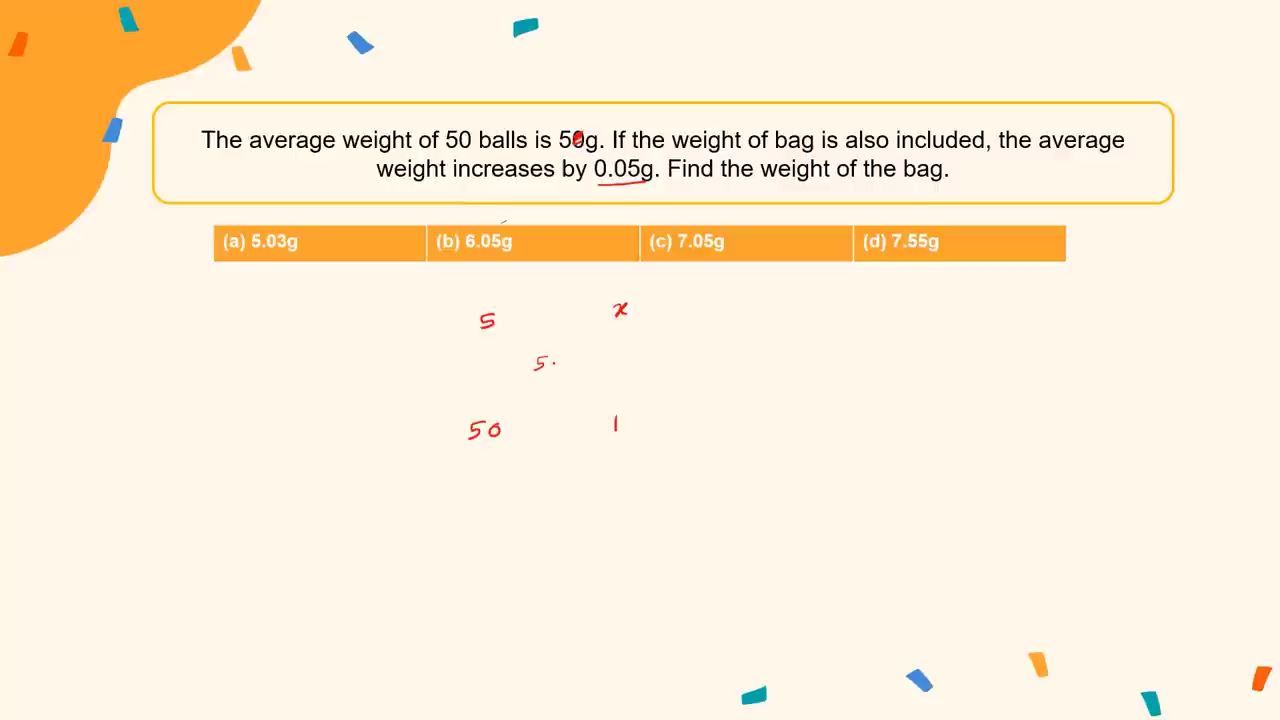 The average weight of 50 balls is 50g. If the weight of bag is also included, the average
weight increases by 0.05g. Find the weight of the bag.
(a) 5.03g (b) 6.05g (c) 7.05g (d) 7.55g
5 x
5.
50 1